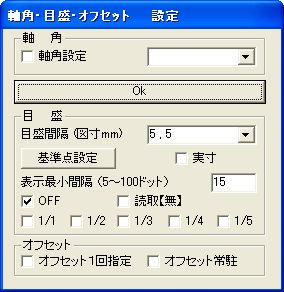 軸角・目盛・オフセット　設定
軸　角
軸角設定
Ok
目　盛
目盛間隔 (図寸mm) 5 , 5
基準点設定 実寸
表示最小間隔 (5～100ドット) 15
OFF 読取【無】
1/1 1/2 1/3 1/4 1/5
オフセット
オフセット1回指定 オフセット常駐